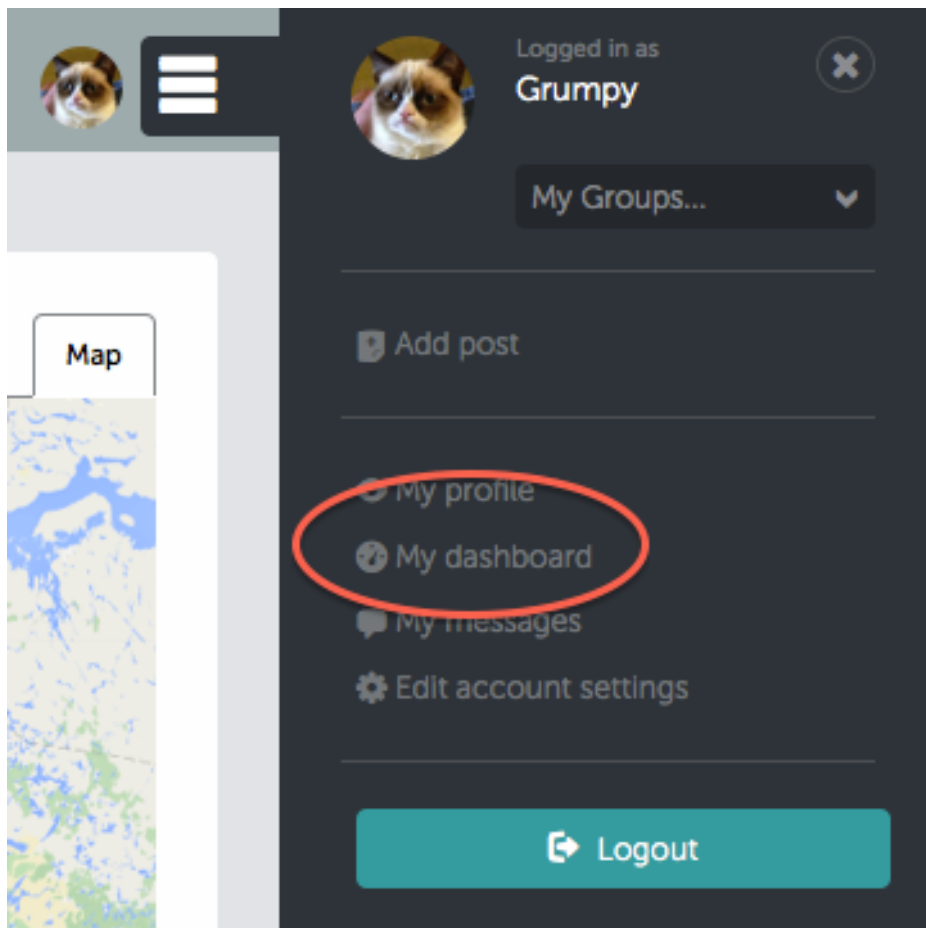 Logged in as
Grumpy
My Groups...
Map
Add post
My profile
My dashboard
My messages
Edit account settings
Logout